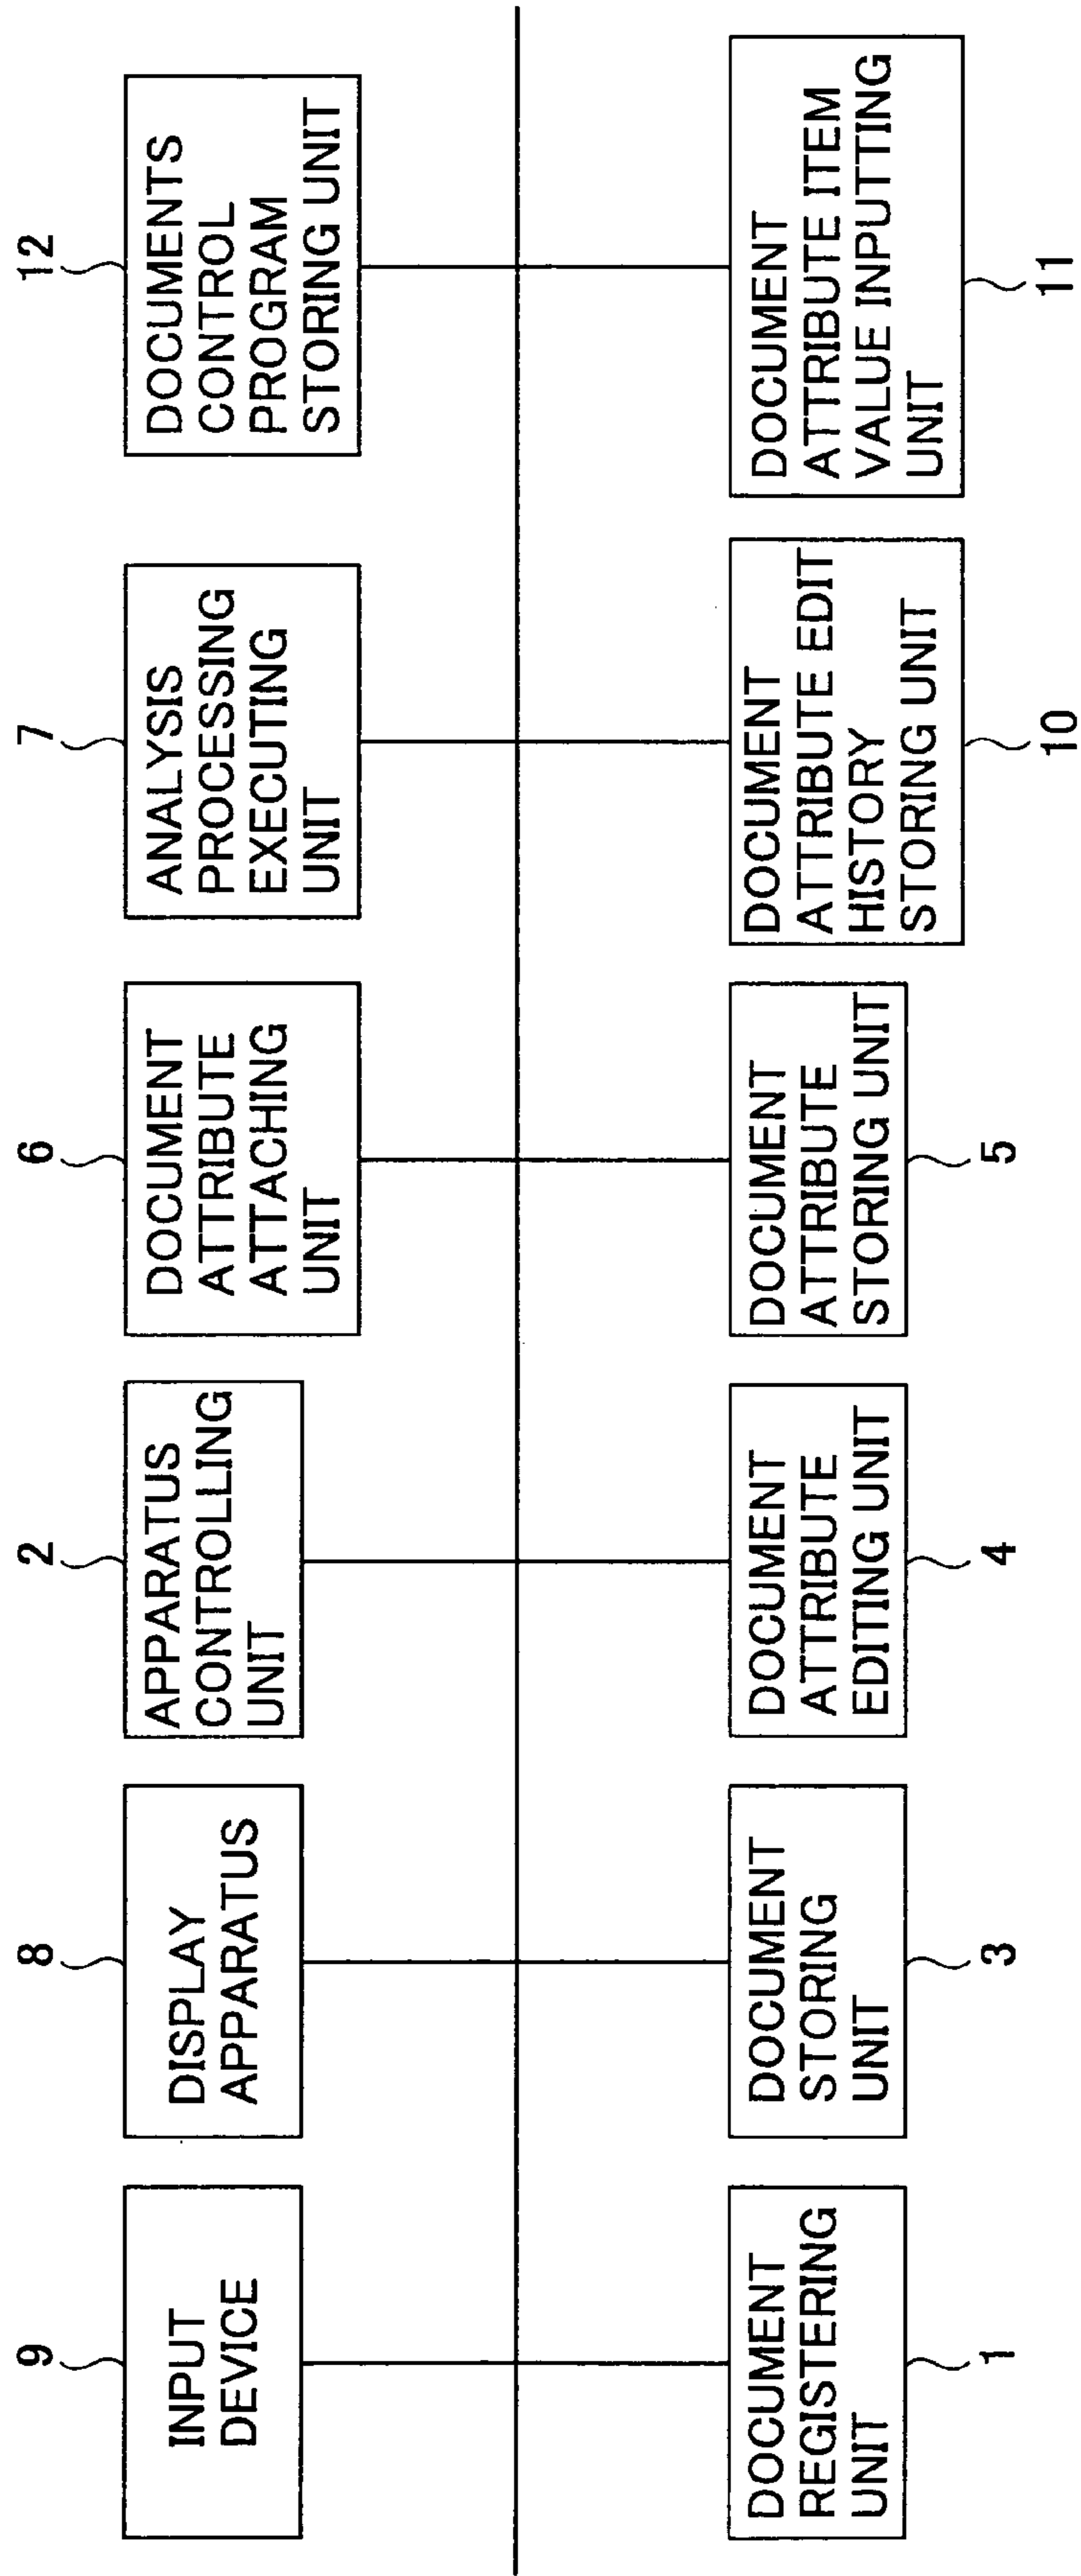 9
INPUT
DEVICE
8
DISPLAY
APPARATUS
2
APPARATUS
CONTROLLING
UNIT
6
DOCUMENT
ATTRIBUTE
ATTACHING
UNIT
7
ANALYSIS
PROCESSING
EXECUTING
UNIT
12
DOCUMENTS
CONTROL
PROGRAM
STORING UNIT
DOCUMENT
REGISTERING
UNIT
1
DOCUMENT
STORING
UNIT
3
DOCUMENT
ATTRIBUTE
EDITING UNIT
4
DOCUMENT
ATTRIBUTE
STORING UNIT
5
DOCUMENT
ATTRIBUTE EDIT
HISTORY
STORING UNIT
10
DOCUMENT
ATTRIBUTE ITEM
VALUE INPUTTING
UNIT
11